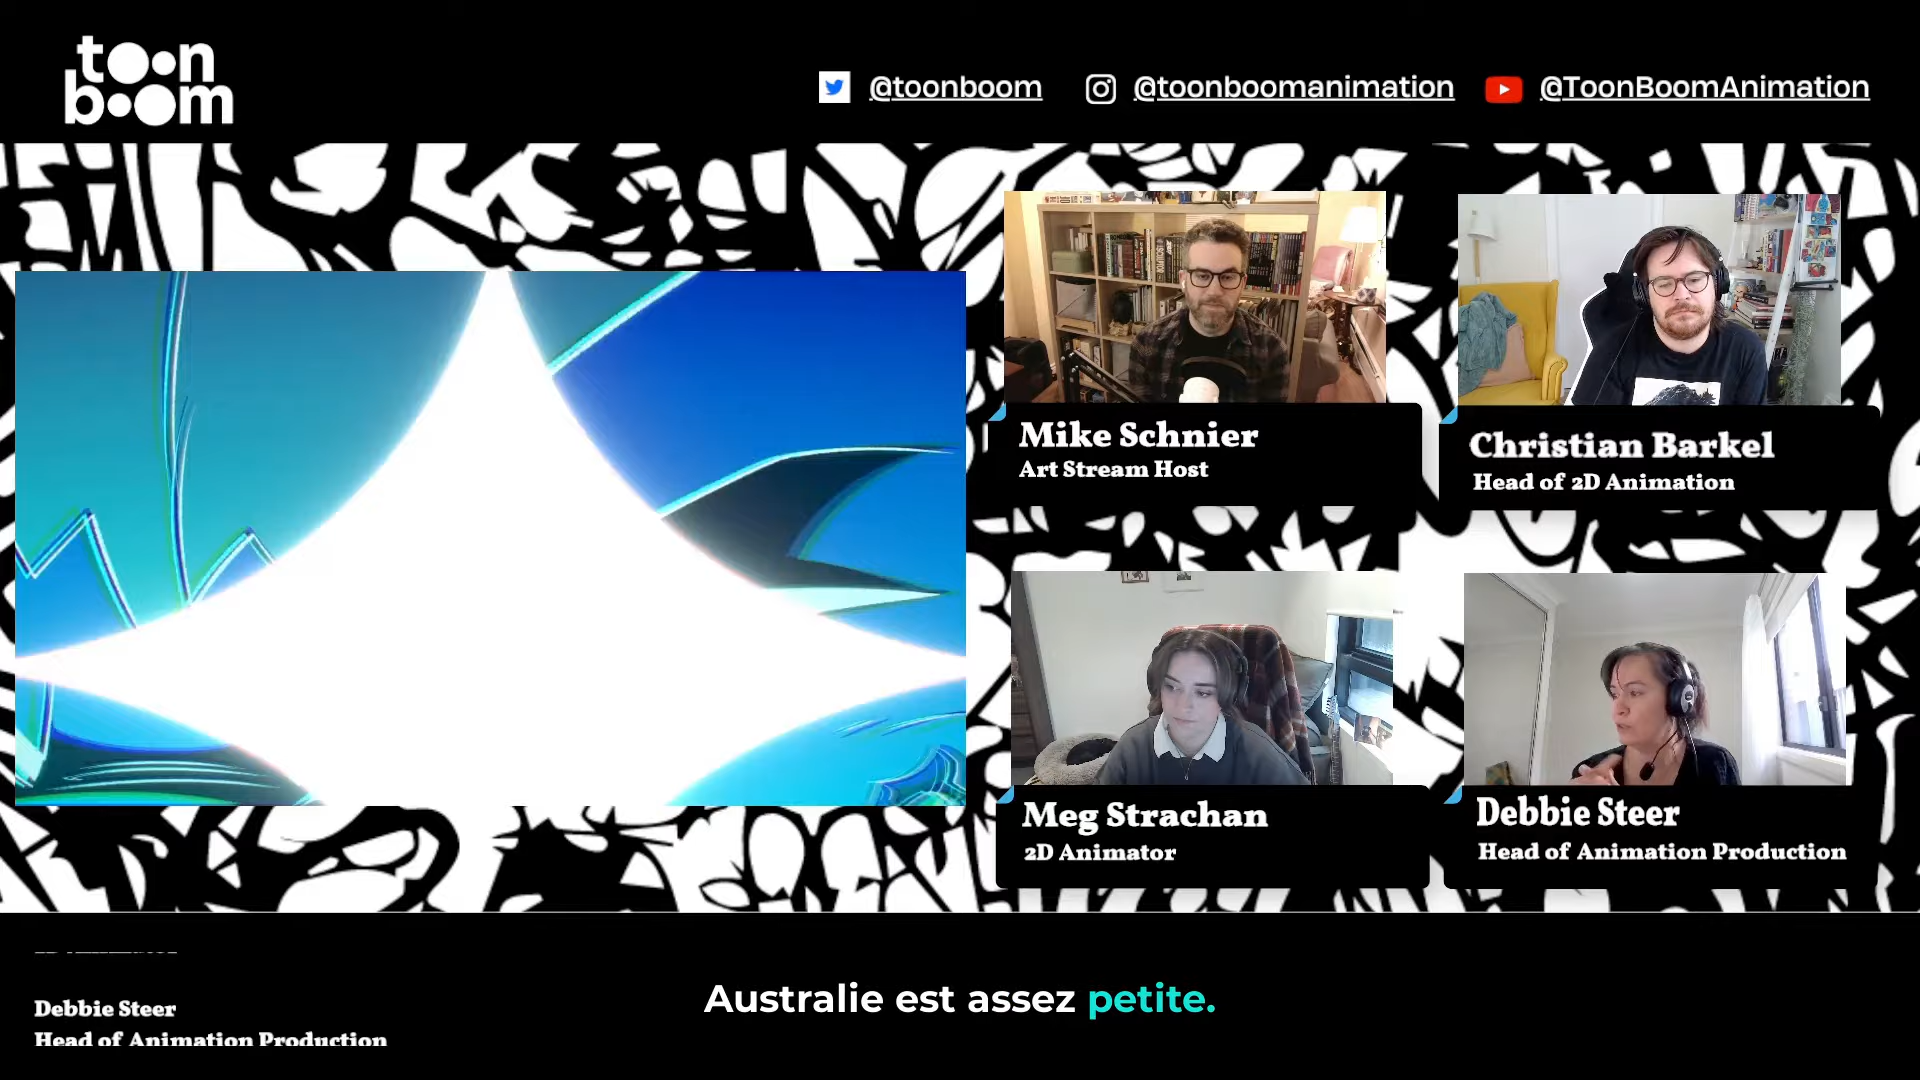 toon
boom
@toonboom
@toonboomanimation
@ToonBoomAnimation
Mike Schnier
Art Stream Host
Christian Barkel
Head of 2D Animation
Meg Strachan
2D Animator
Debbie Steer
Head of Animation Production
Debbie Steer
Head of Animation Production
Australie est assez petite.